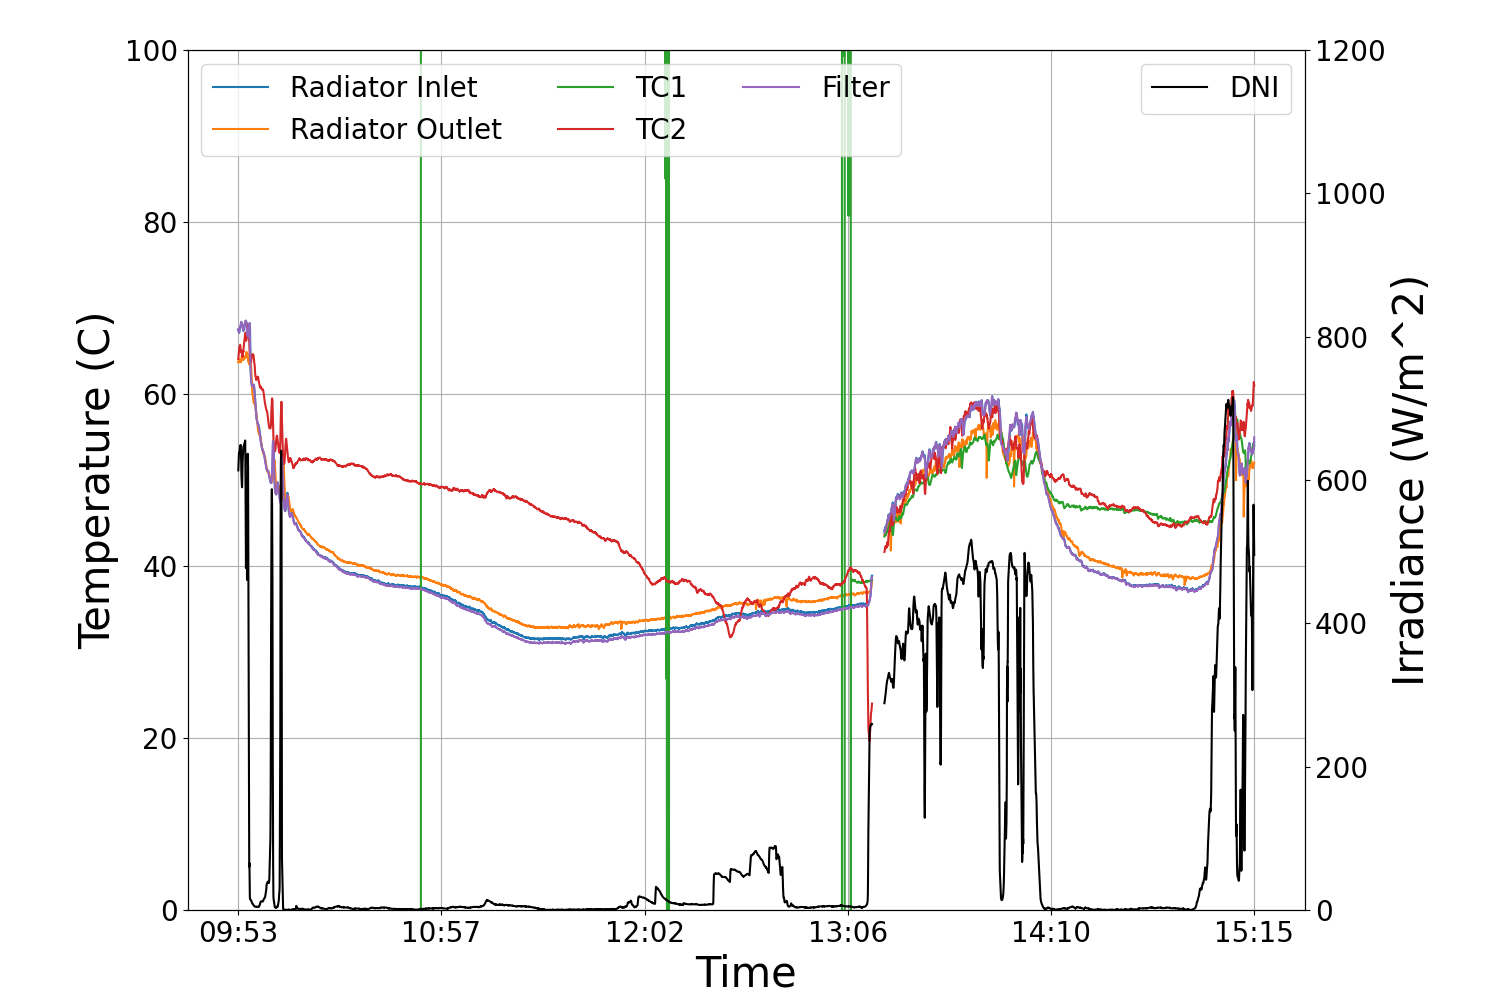 100
80
60
40
20
0
Temperature (C)
Radiator Inlet
Radiator Outlet
TC1
TC2
Filter
DNI
1200
1000
800
600
400
200
0
Irradiance (W/m^2)
09:53 10:57 12:02 13:06 14:10 15:15
Time